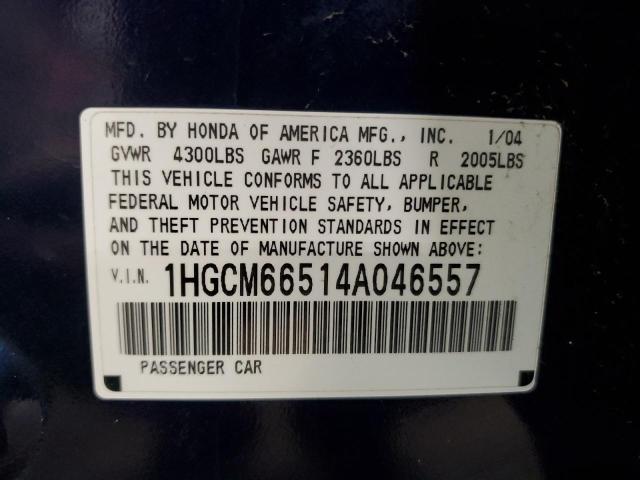 MFD. BY HONDA OF AMERICA MFG., INC. 1/04
GVWR 4300LBS GAWR F 2360LBS R 2005LBS
THIS VEHICLE CONFORMS TO ALL APPLICABLE
FEDERAL MOTOR VEHICLE SAFETY, BUMPER,
AND THEFT PREVENTION STANDARDS IN EFFECT
ON THE DATE OF MANUFACTURE SHOWN ABOVE:
V.I.N. 1HGCM66514A046557
PASSENGER CAR